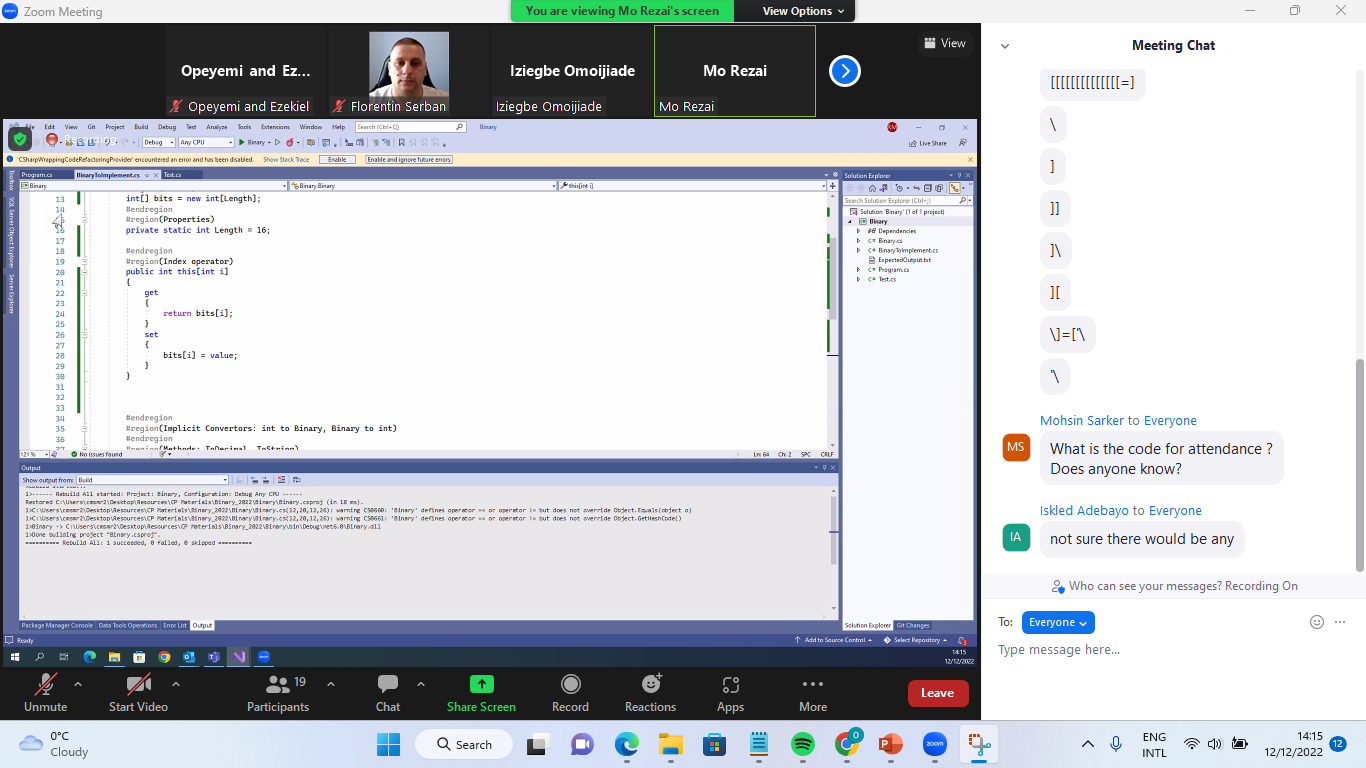 Zoom Meeting
You are viewing Mo Rezai's screen
View Options
Opeyemi and Ez...
Opeyemi and Ezekiel
Florentin Serban
Iziegbe Omoijiade
Iziegbe Omoijiade
Mo Rezai
Mo Rezai
View
File Edit View Git Project Build Debug Test Analyze Tools Extensions Window Help Search (Ctrl+Q) Binary
Recording
Debug Any CPU Binary Live Share
'CSharpWrappingCodeRefactoringProvider' encountered an error and has been disabled. Show Stack Trace Enable Enable and ignore future errors
Toolbox
SQL Server Object Explorer
Server Explorer
Program.cs BinaryToImplement.cs Test.cs
Binary Binary.Binary this[int i]
13 int[] bits = new int[Length];
14 #endregion
#region(Properties)
16 private static int Length = 16;
17
18 #endregion
19 #region(Index operator)
20 public int this[int i]
21 {
22 get
23 {
24 return bits[i];
25 }
26 set
27 {
28 bits[i] = value;
29 }
30 }
31
32
33
34 #endregion
35 #region(Implicit Convertors: int to Binary, Binary to int)
36 #endregion
37 #region(Methods: ToDecimal, ToString)
121 % No issues found Ln: 64 Ch: 2 SPC CRLF
Output
Show output from: Build
1>------ Rebuild All started: Project: Binary, Configuration: Debug Any CPU ------
Restored C:\Users\cmsmr2\Desktop\Resources\CP Materials\Binary_2022\Binary\Binary.csproj (in 18 ms).
1>C:\Users\cmsmr2\Desktop\Resources\CP Materials\Binary_2022\Binary\Binary.cs(12,20,12,26): warning CS0660: 'Binary' defines operator == or operator != but does not override Object.Equals(object o)
1>C:\Users\cmsmr2\Desktop\Resources\CP Materials\Binary_2022\Binary\Binary.cs(12,20,12,26): warning CS0661: 'Binary' defines operator == or operator != but does not override Object.GetHashCode()
1>Binary -> C:\Users\cmsmr2\Desktop\Resources\CP Materials\Binary_2022\Binary\bin\Debug\net6.0\Binary.dll
1>Done building project "Binary.csproj".
========== Rebuild All: 1 succeeded, 0 failed, 0 skipped ==========
Package Manager Console Data Tools Operations Error List Output
Solution Explorer
Search Solution Explorer (Ctrl+;)
Solution 'Binary' (1 of 1 project)
Binary
Dependencies
Binary.cs
BinaryToImplement.cs
ExpectedOutput.txt
Program.cs
Test.cs
Solution Explorer Git Changes
Ready Add to Source Control Select Repository
14:15
12/12/2022
Unmute
Start Video
Participants
19
Chat
Share Screen
Record
Reactions
Apps
More
Leave
Meeting Chat
[[[[[[[[[[[[[[=]
\
]
]]
]\
][
\]=['\
'\
Mohsin Sarker to Everyone
MS
What is the code for attendance ?
Does anyone know?
Iskled Adebayo to Everyone
IA
not sure there would be any
Who can see your messages? Recording On
To: Everyone
Type message here...
0°C
Cloudy
Search
0
zoom
ENG
INTL
14:15
12/12/2022
12